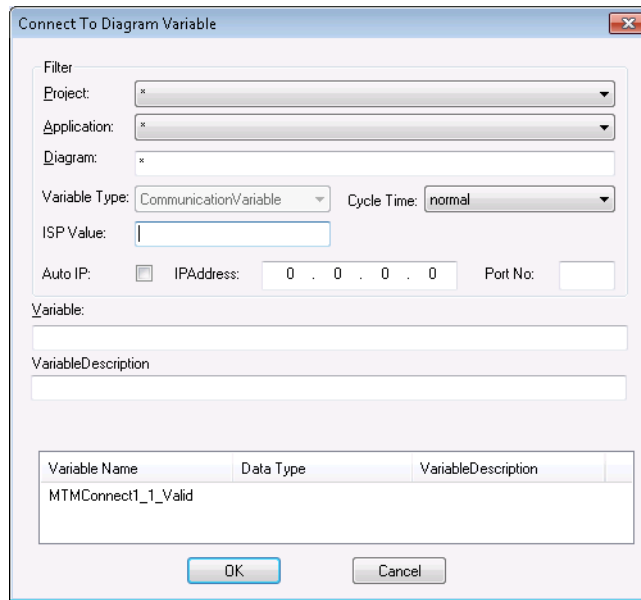 Connect To Diagram Variable
Filter
Project: *
Application: *
Diagram: *
Variable Type: CommunicationVariable Cycle Time: normal
ISP Value:
Auto IP: IPAddress: 0 . 0 . 0 . 0 Port No:
Variable:
VariableDescription
Variable Name Data Type VariableDescription
MTMConnect1_1_Valid
OK Cancel